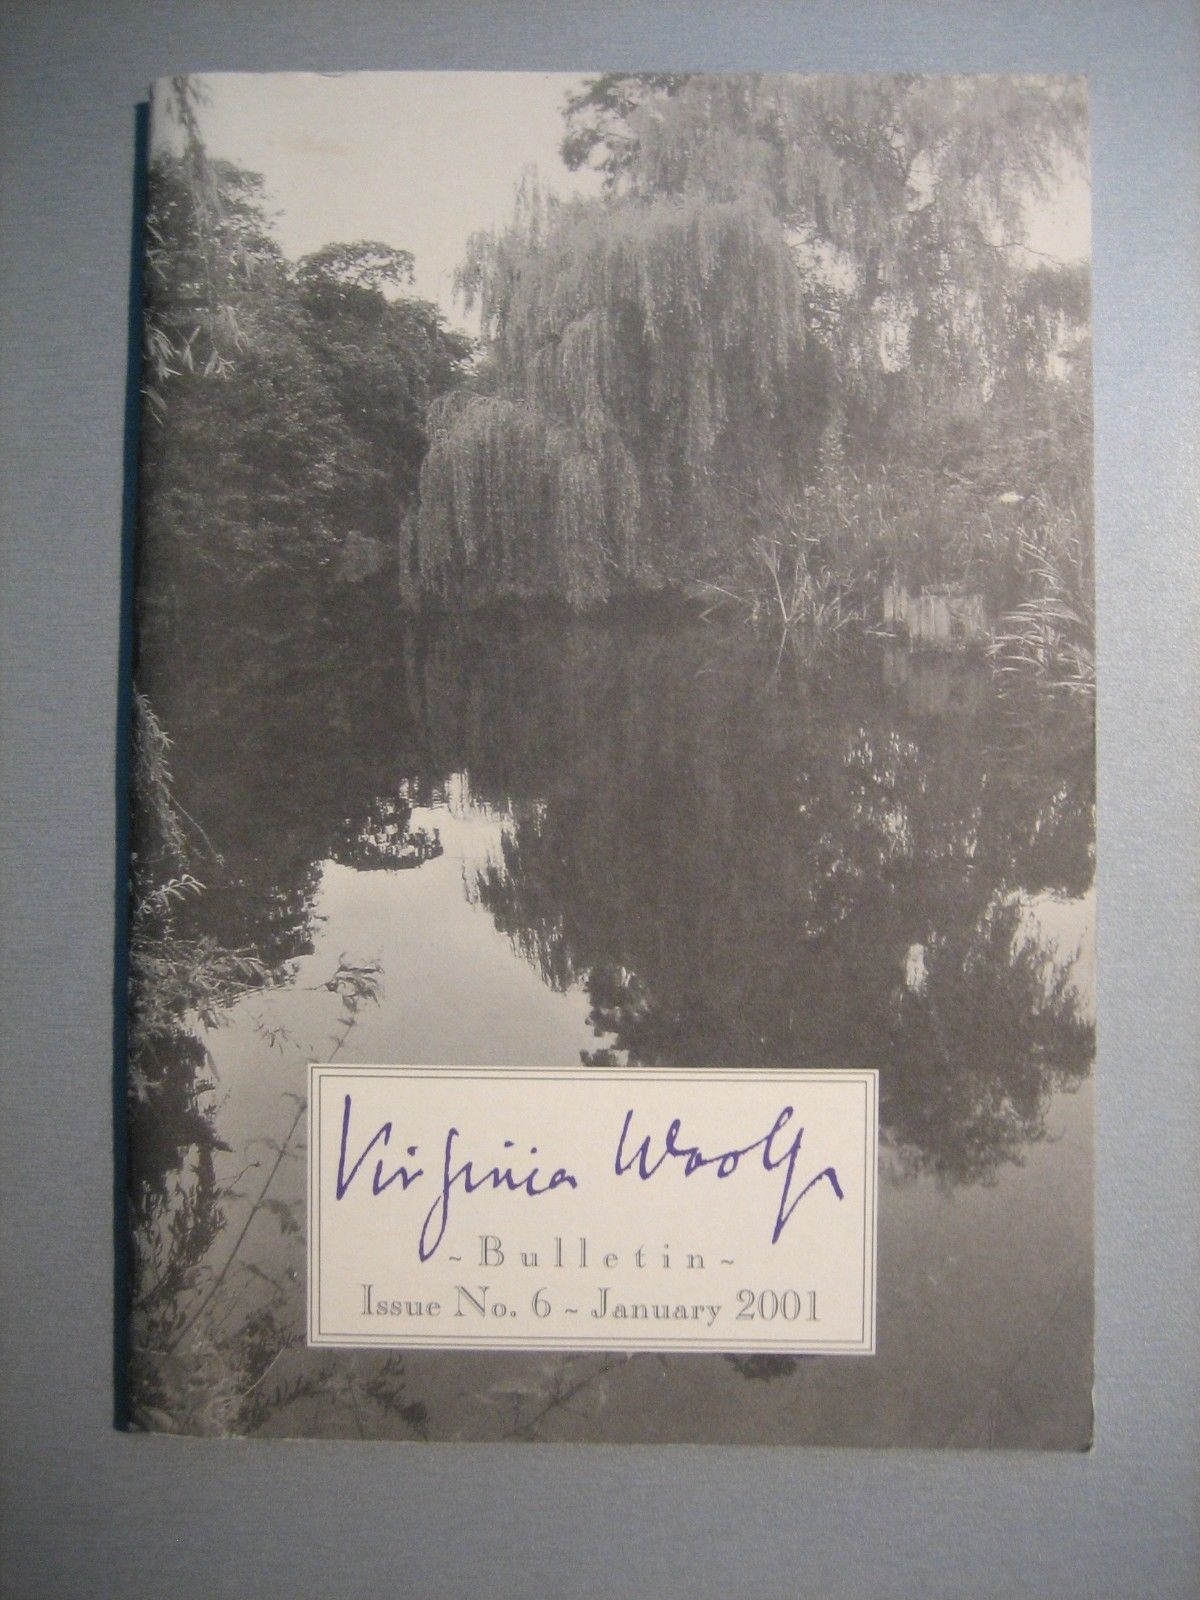 Virginia Woolf
~ Bulletin ~
Issue No. 6 ~ January 2001